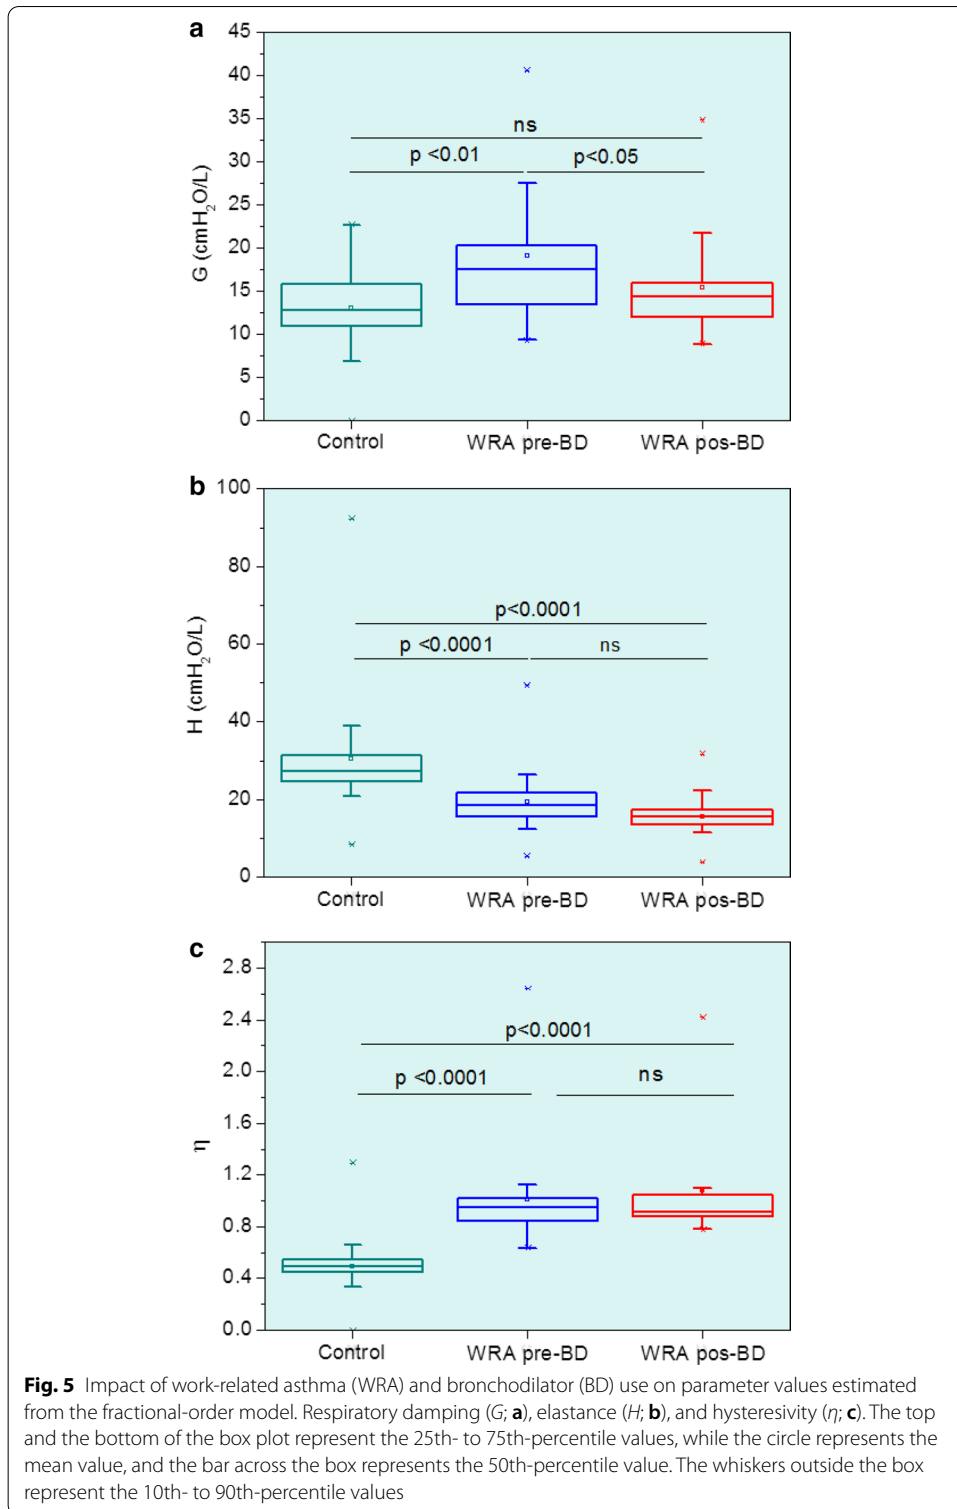 a
45
40
35
30
25
20
15
10
5
0
G (cmH₂O/L)
ns
p <0.01
p<0.05
Control
WRA pre-BD
WRA pos-BD
b
100
80
60
40
20
0
H (cmH₂O/L)
p<0.0001
p <0.0001
ns
Control
WRA pre-BD
WRA pos-BD
c
2.8
2.4
2.0
1.6
1.2
0.8
0.4
0.0
η
p<0.0001
p <0.0001
ns
Control
WRA pre-BD
WRA pos-BD
Fig. 5 Impact of work-related asthma (WRA) and bronchodilator (BD) use on parameter values estimated
from the fractional-order model. Respiratory damping (G; a), elastance (H; b), and hysteresivity (η; c). The top
and the bottom of the box plot represent the 25th- to 75th-percentile values, while the circle represents the
mean value, and the bar across the box represents the 50th-percentile value. The whiskers outside the box
represent the 10th- to 90th-percentile values